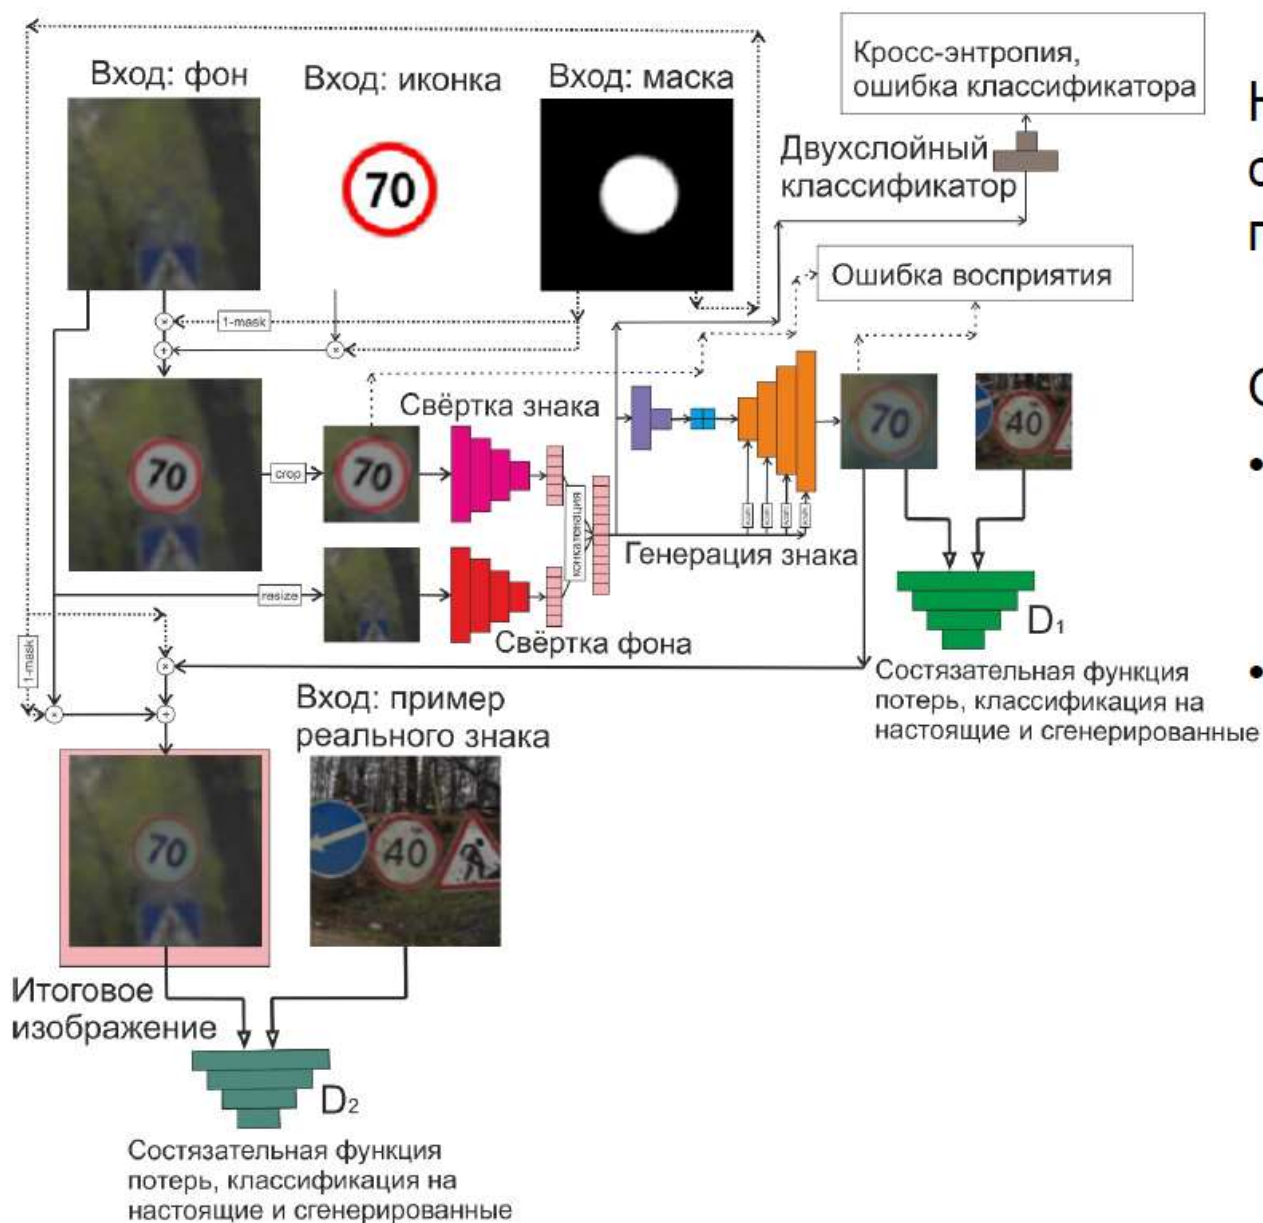 Кросс-энтропия,
ошибка классификатора
Вход: фон
Вход: иконка
Вход: маска
70
Двухслойный
классификатор
Ошибка восприятия
1-mask
Свёртка знака
70
crop
70
70
40
конкатенация
Генерация знака
resize
Свёртка фона
D1
1-mask
Состязательная функция
потерь, классификация на
настоящие и сгенерированные
Вход: пример
реального знака
70
40
Итоговое
изображение
D2
Состязательная функция
потерь, классификация на
настоящие и сгенерированные